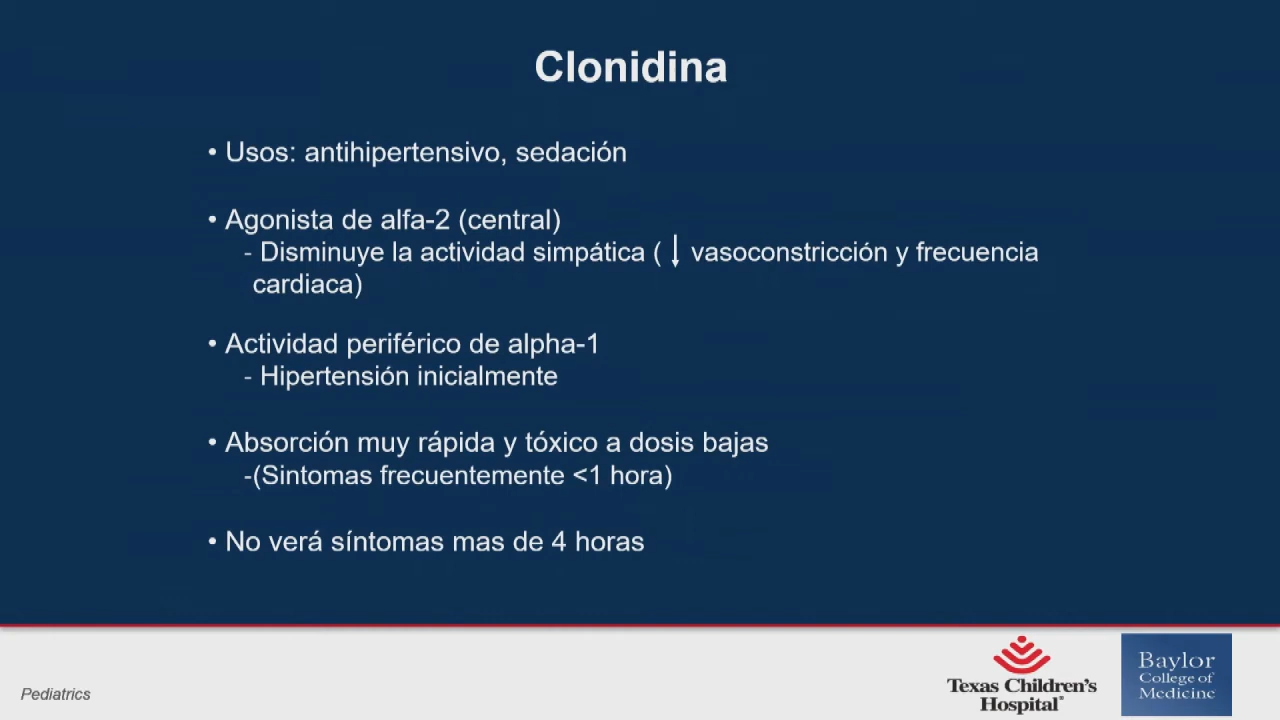 Clonidina
• Usos: antihipertensivo, sedación
• Agonista de alfa-2 (central)
- Disminuye la actividad simpática ( ↓ vasoconstricción y frecuencia
cardiaca)
• Actividad periférico de alpha-1
- Hipertensión inicialmente
• Absorción muy rápida y tóxico a dosis bajas
-(Sintomas frecuentemente <1 hora)
• No verá síntomas mas de 4 horas
Pediatrics
Texas Children's
Hospital®
Baylor
College of
Medicine